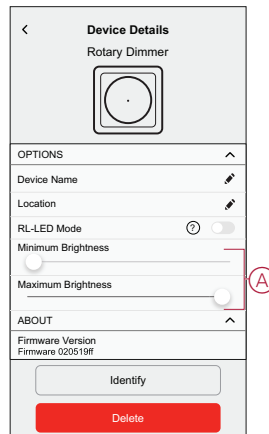 Device Details
Rotary Dimmer
OPTIONS
Device Name
Location
RL-LED Mode ?
Minimum Brightness
Maximum Brightness
A
ABOUT
Firmware Version
Firmware 020519ff
Identify
Delete